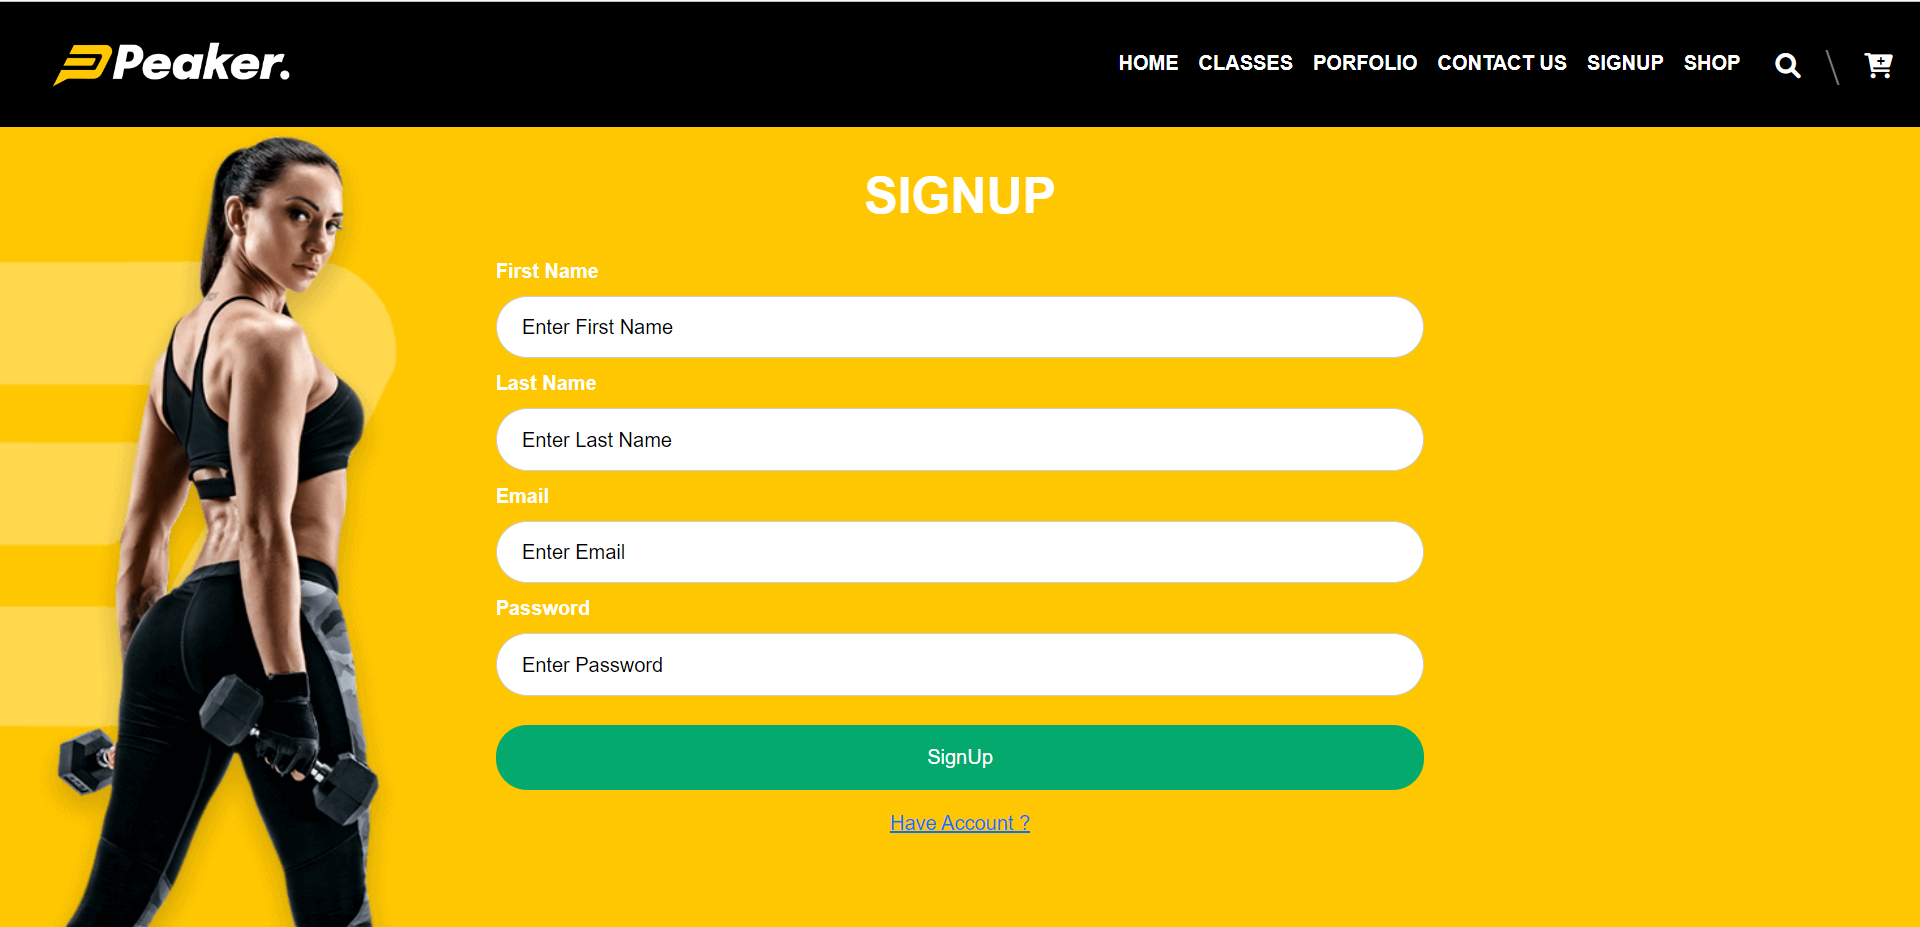 Peaker.
HOME CLASSES PORFOLIO CONTACT US SIGNUP SHOP
SIGNUP
First Name
Enter First Name
Last Name
Enter Last Name
Email
Enter Email
Password
Enter Password
SignUp
Have Account ?